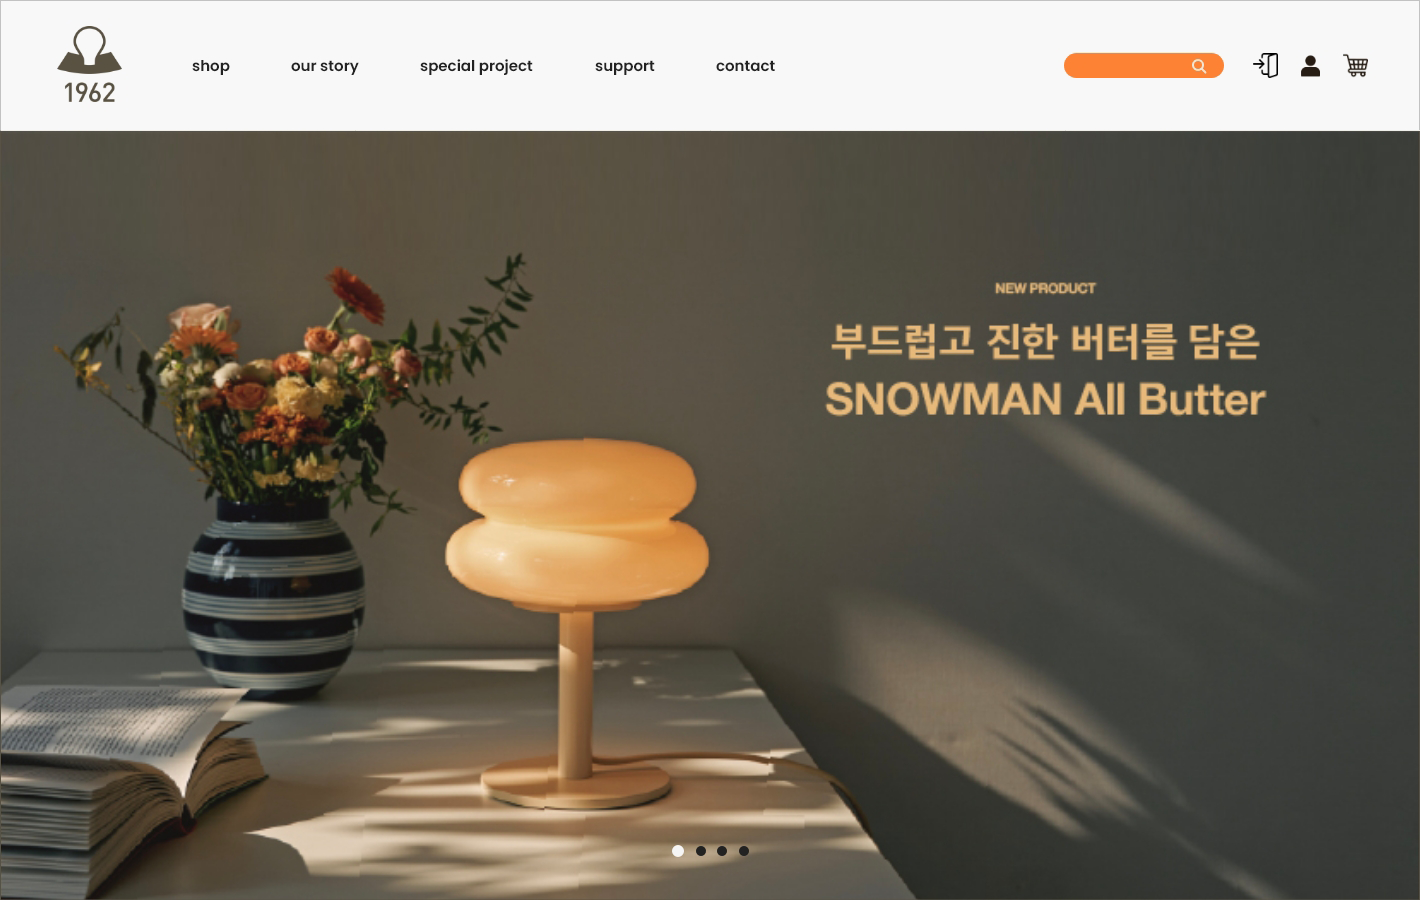 1962
shop
our story
special project
support
contact
NEW PRODUCT
부드럽고 진한 버터를 담은
SNOWMAN All Butter